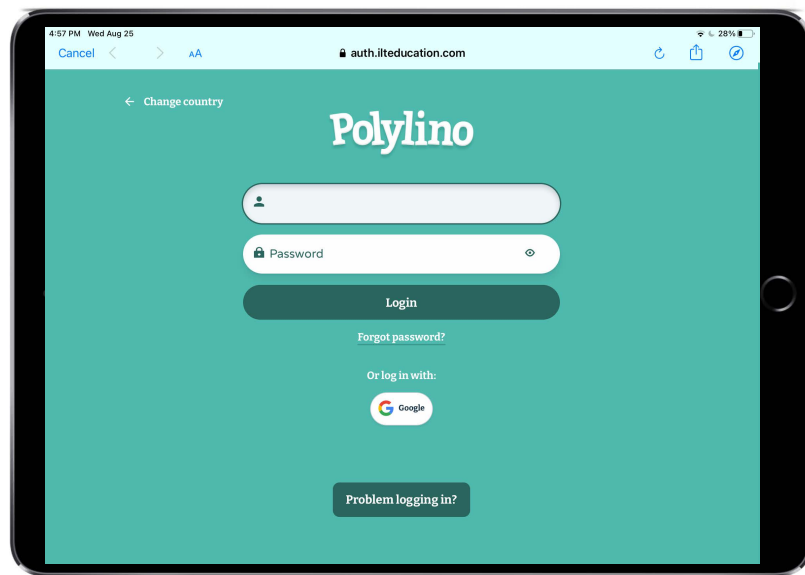 4:57 PM Wed Aug 25
28%
Cancel
AA
auth.ilteducation.com
← Change country
Polylino
Password
Login
Forgot password?
Or log in with:
Google
Problem logging in?